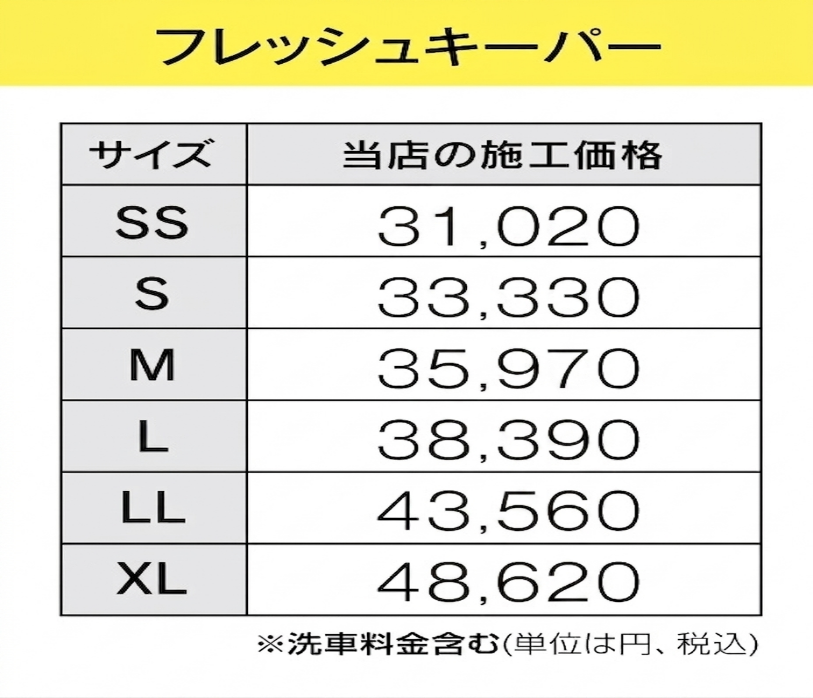 フレッシュキーパー
サイズ 当店の施工価格
SS 31,020
S 33,330
M 35,970
L 38,390
LL 43,560
XL 48,620
※洗車料金含む(単位は円、税込)